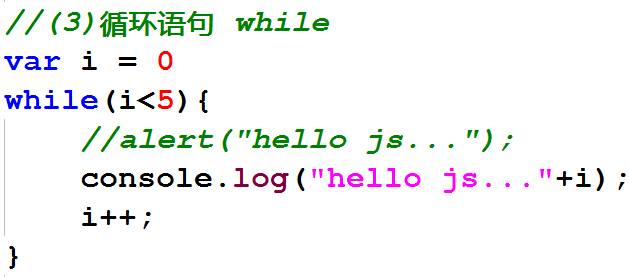 //(3)循环语句 while
var i = 0
while(i<5){
    //alert("hello js...");
    console.log("hello js..."+i);
    i++;
}